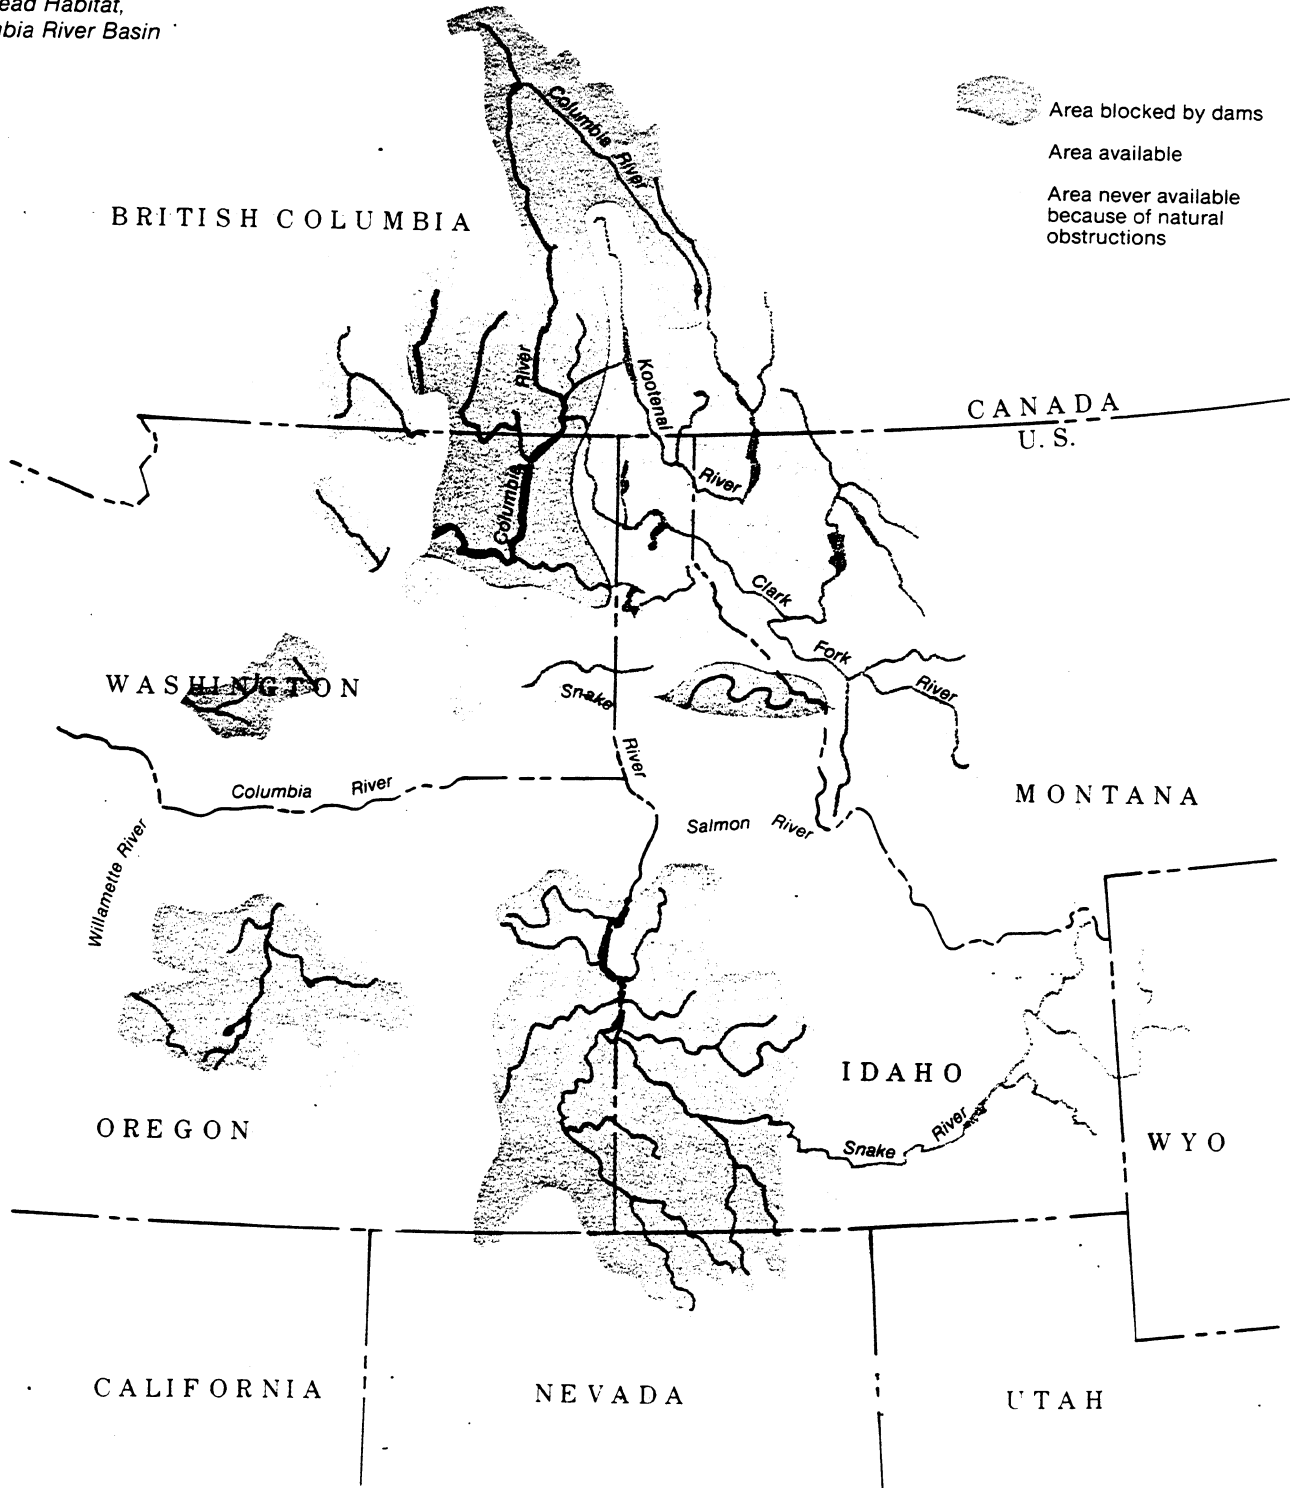 ead Habitat,
bia River Basin
Area blocked by dams
Area available
Area never available
because of natural
obstructions
BRITISH COLUMBIA
Columbia River
River
Kootenai
CANADA
U. S.
River
Columbia
Clark
Fork
River
WASHINGTON
Snake
River
Columbia River
MONTANA
Salmon River
Willamette River
IDAHO
OREGON
Snake River
WYO
CALIFORNIA
NEVADA
UTAH